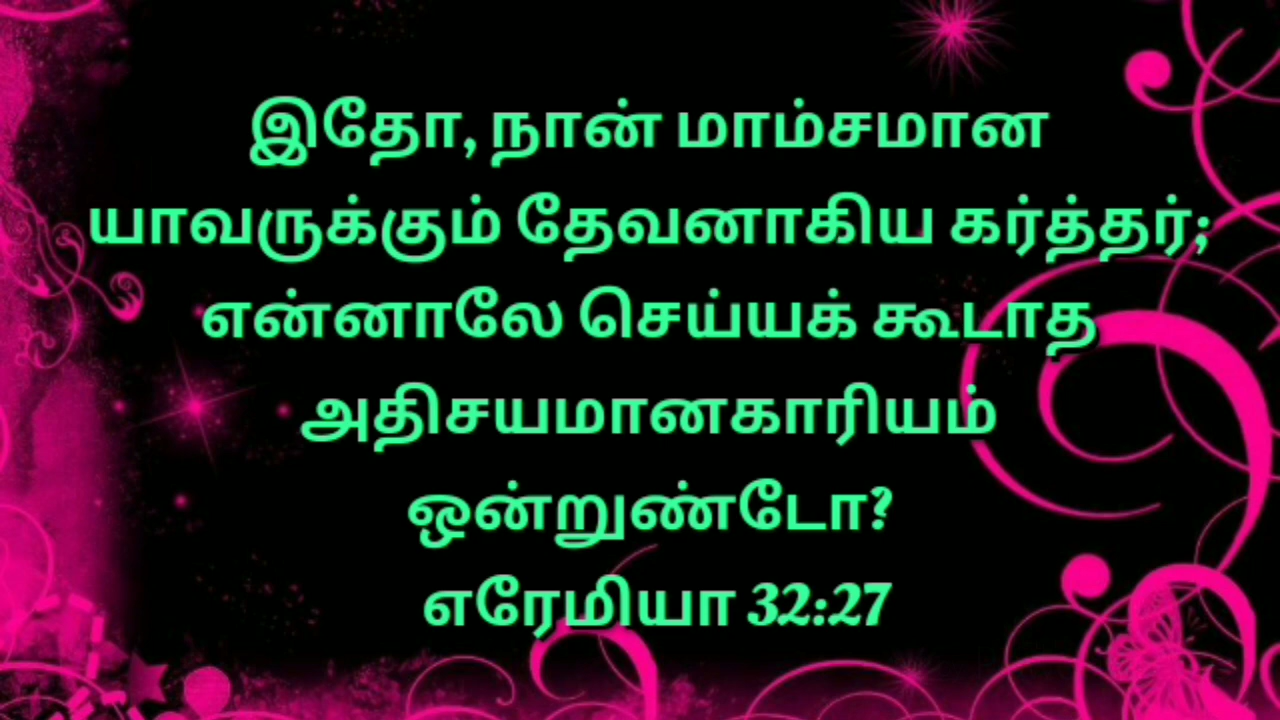 இதோ, நான் மாம்சமான
யாவருக்கும் தேவனாகிய கர்த்தர்;
என்னாலே செய்யக் கூடாத
அதிசயமானகாரியம்
ஒன்றுண்டோ?
எரேமியா 32:27